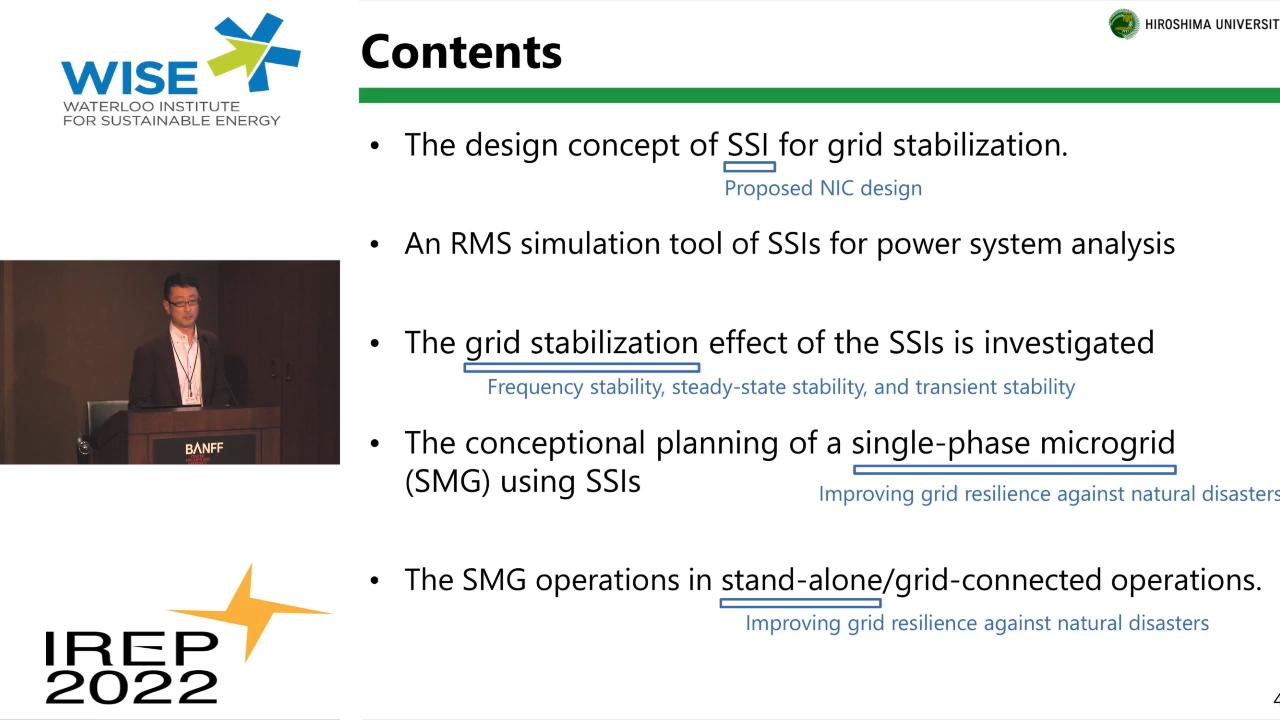 WISE
WATERLOO INSTITUTE
FOR SUSTAINABLE ENERGY
BANFF
IREP
2022
HIROSHIMA UNIVERSIT
Contents
• The design concept of SSI for grid stabilization.
Proposed NIC design
• An RMS simulation tool of SSIs for power system analysis
• The grid stabilization effect of the SSIs is investigated
Frequency stability, steady-state stability, and transient stability
• The conceptional planning of a single-phase microgrid
(SMG) using SSIs
Improving grid resilience against natural disasters
• The SMG operations in stand-alone/grid-connected operations.
Improving grid resilience against natural disasters
4